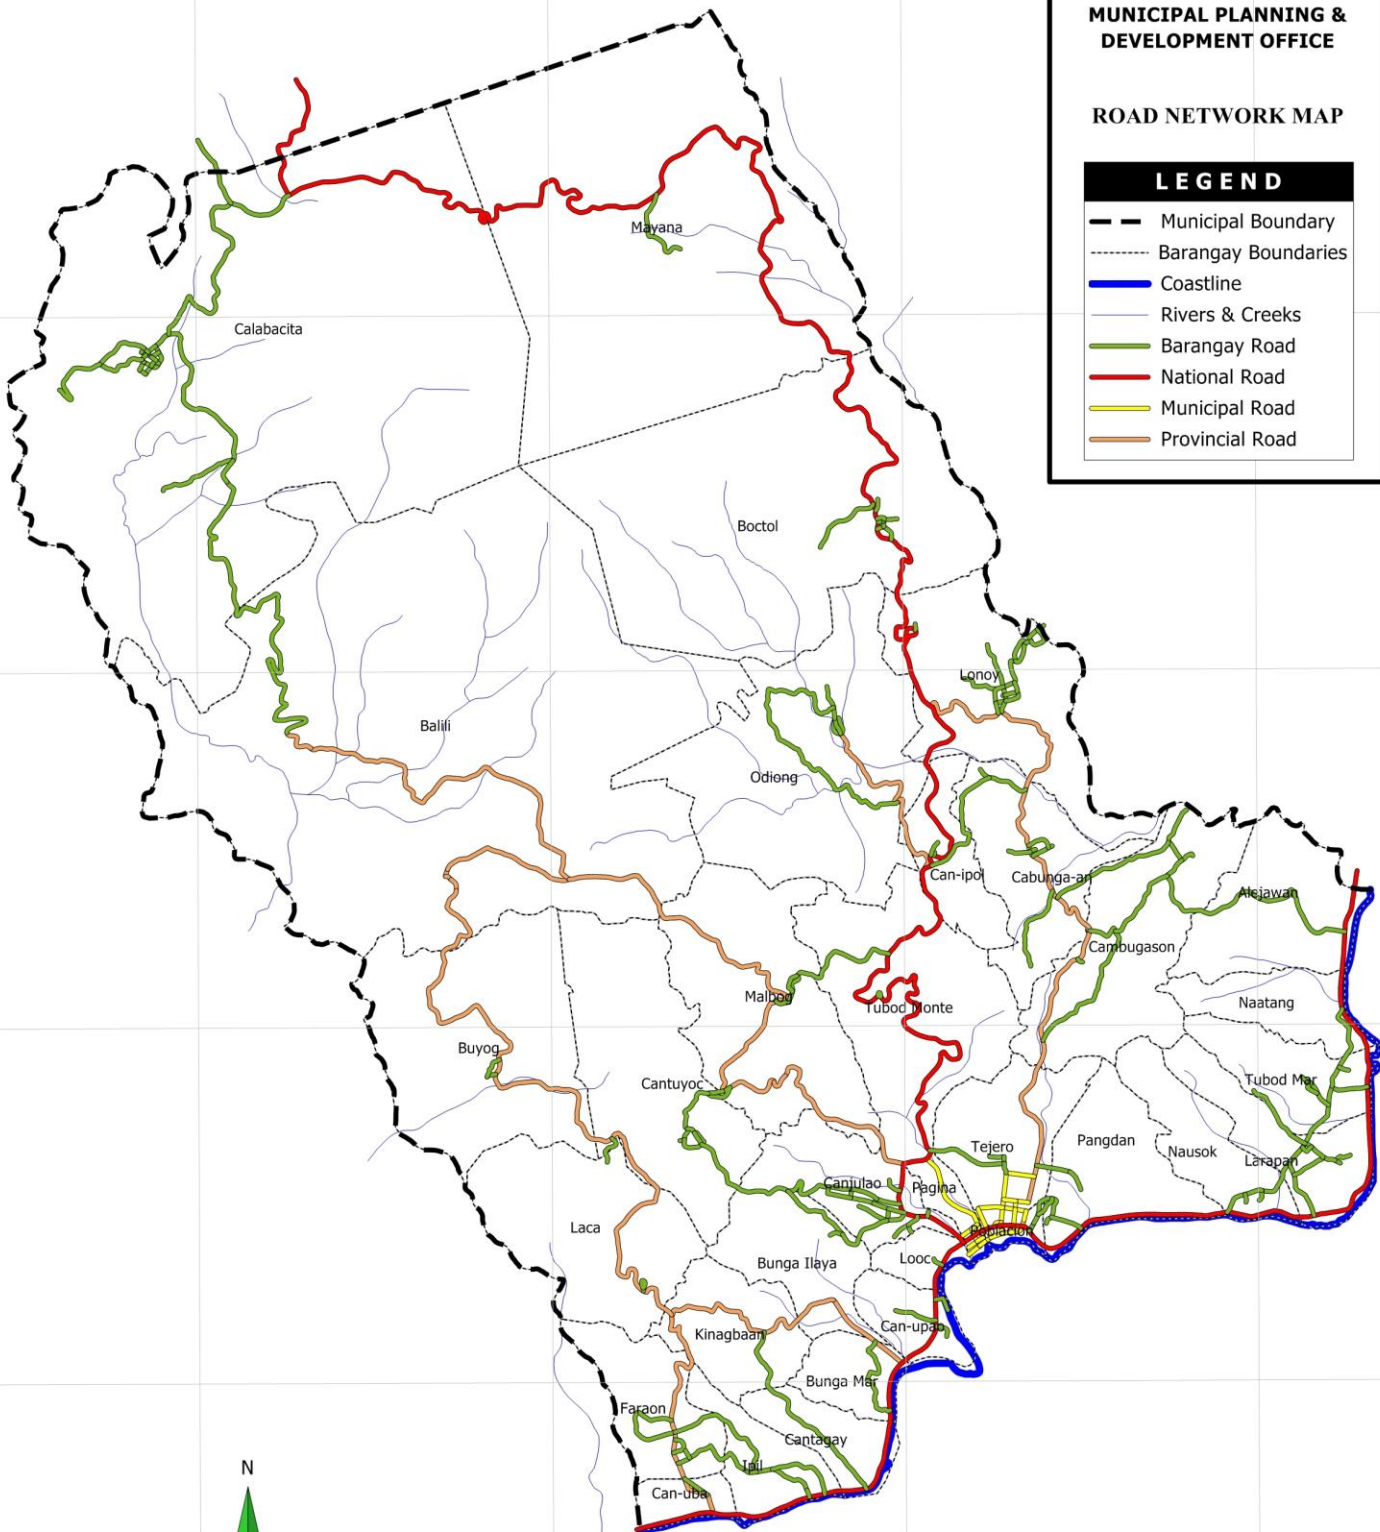 MUNICIPAL PLANNING &
DEVELOPMENT OFFICE
ROAD NETWORK MAP
LEGEND
Municipal Boundary
Barangay Boundaries
Coastline
Rivers & Creeks
Barangay Road
National Road
Municipal Road
Provincial Road
Mayana
Calabacita
Boctol
Lonoy
Balili
Odiong
Can-ipol
Cabunga-an
Alejawan
Cambugason
Malbog
Tubod Monte
Naatang
Buyog
Cantuyoc
Tubod Mar
Tejero
Pangdan
Nausok
Larapan
Canjulao
Pagina
Laca
Poblacion
Looc
Bunga Ilaya
Can-upao
Kinagbaan
Bunga Mar
Faraon
Cantagay
Ipil
Can-uba
N